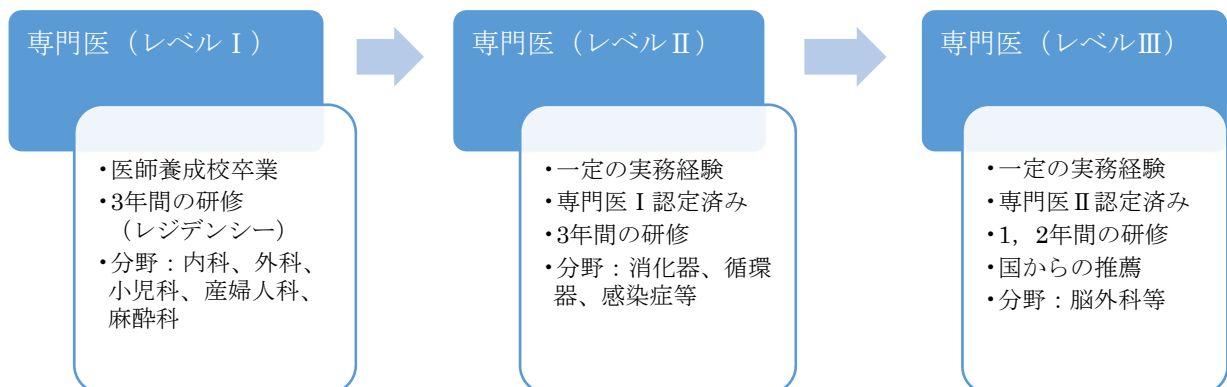 専門医（レベルⅠ）
・医師養成校卒業
・3年間の研修
（レジデンシー）
・分野：内科、外科、
小児科、産婦人科、
麻酔科
専門医（レベルⅡ）
・一定の実務経験
・専門医Ⅰ認定済み
・3年間の研修
・分野：消化器、循環
器、感染症等
専門医（レベルⅢ）
・一定の実務経験
・専門医Ⅱ認定済み
・1，2年間の研修
・国からの推薦
・分野：脳外科等